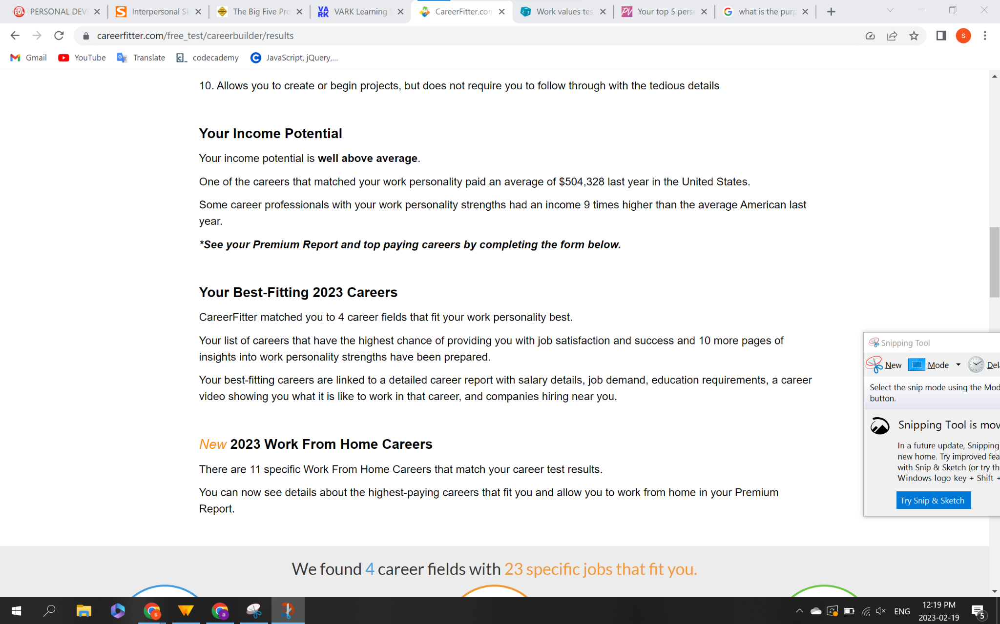 PERSONAL DEV
Interpersonal Sk
The Big Five Pro
VARK Learning S
CareerFitter.com
Work values tes
Your top 5 pers
what is the purp
careerfitter.com/free_test/careerbuilder/results
S
Gmail
YouTube
Translate
codecademy
JavaScript, jQuery,...
10. Allows you to create or begin projects, but does not require you to follow through with the tedious details
Your Income Potential
Your income potential is well above average.
One of the careers that matched your work personality paid an average of $504,328 last year in the United States.
Some career professionals with your work personality strengths had an income 9 times higher than the average American last
year.
*See your Premium Report and top paying careers by completing the form below.
Your Best-Fitting 2023 Careers
CareerFitter matched you to 4 career fields that fit your work personality best.
Your list of careers that have the highest chance of providing you with job satisfaction and success and 10 more pages of
insights into work personality strengths have been prepared.
Your best-fitting careers are linked to a detailed career report with salary details, job demand, education requirements, a career
video showing you what it is like to work in that career, and companies hiring near you.
New 2023 Work From Home Careers
There are 11 specific Work From Home Careers that match your career test results.
You can now see details about the highest-paying careers that fit you and allow you to work from home in your Premium
Report.
We found 4 career fields with 23 specific jobs that fit you.
Snipping Tool
New Mode Del
Select the snip mode using the Mod
button.
Snipping Tool is mov
In a future update, Snipping
new home. Try improved fea
with Snip & Sketch (or try th
Windows logo key + Shift +
Try Snip & Sketch
ENG
12:19 PM
2023-02-19
5